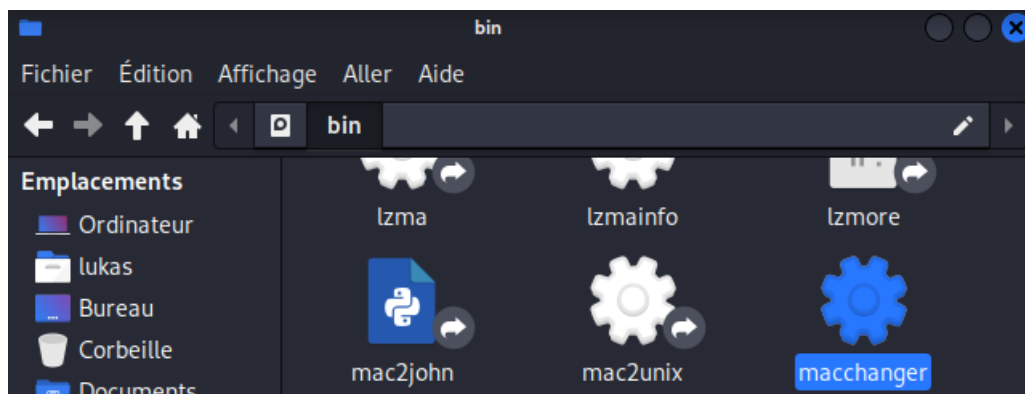 bin
Fichier Édition Affichage Aller Aide
bin
Emplacements
Ordinateur
lukas
Bureau
Corbeille
Documents
lzma lzmainfo lzmore
mac2john mac2unix macchanger